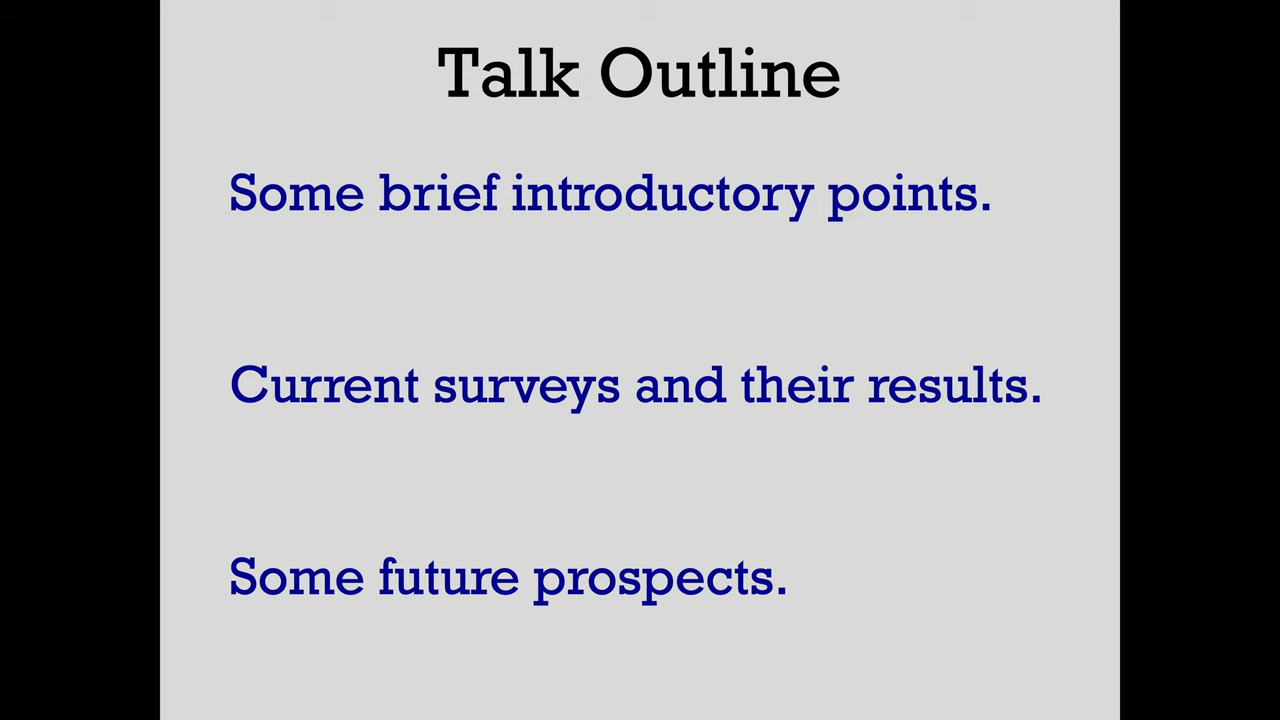 Talk Outline
Some brief introductory points.
Current surveys and their results.
Some future prospects.